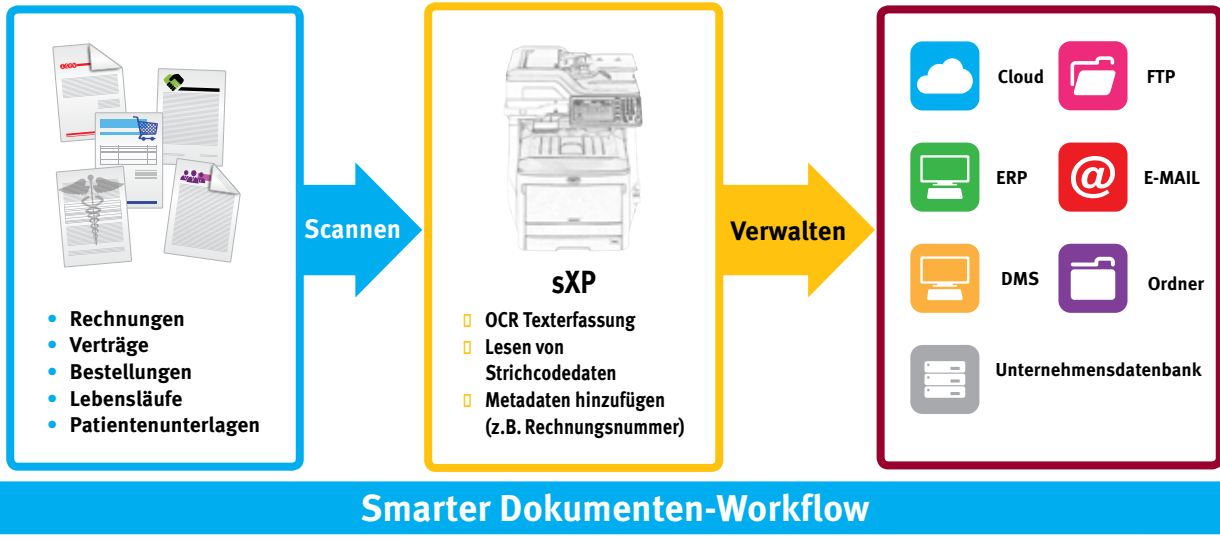 Scannen
• Rechnungen
• Verträge
• Bestellungen
• Lebensläufe
• Patientenunterlagen
sXP
▯ OCR Texterfassung
▯ Lesen von
Strichcodedaten
▯ Metadaten hinzufügen
(z.B. Rechnungsnummer)
Verwalten
Cloud
FTP
ERP
@
E-MAIL
DMS
Ordner
Unternehmensdatenbank
Smarter Dokumenten-Workflow